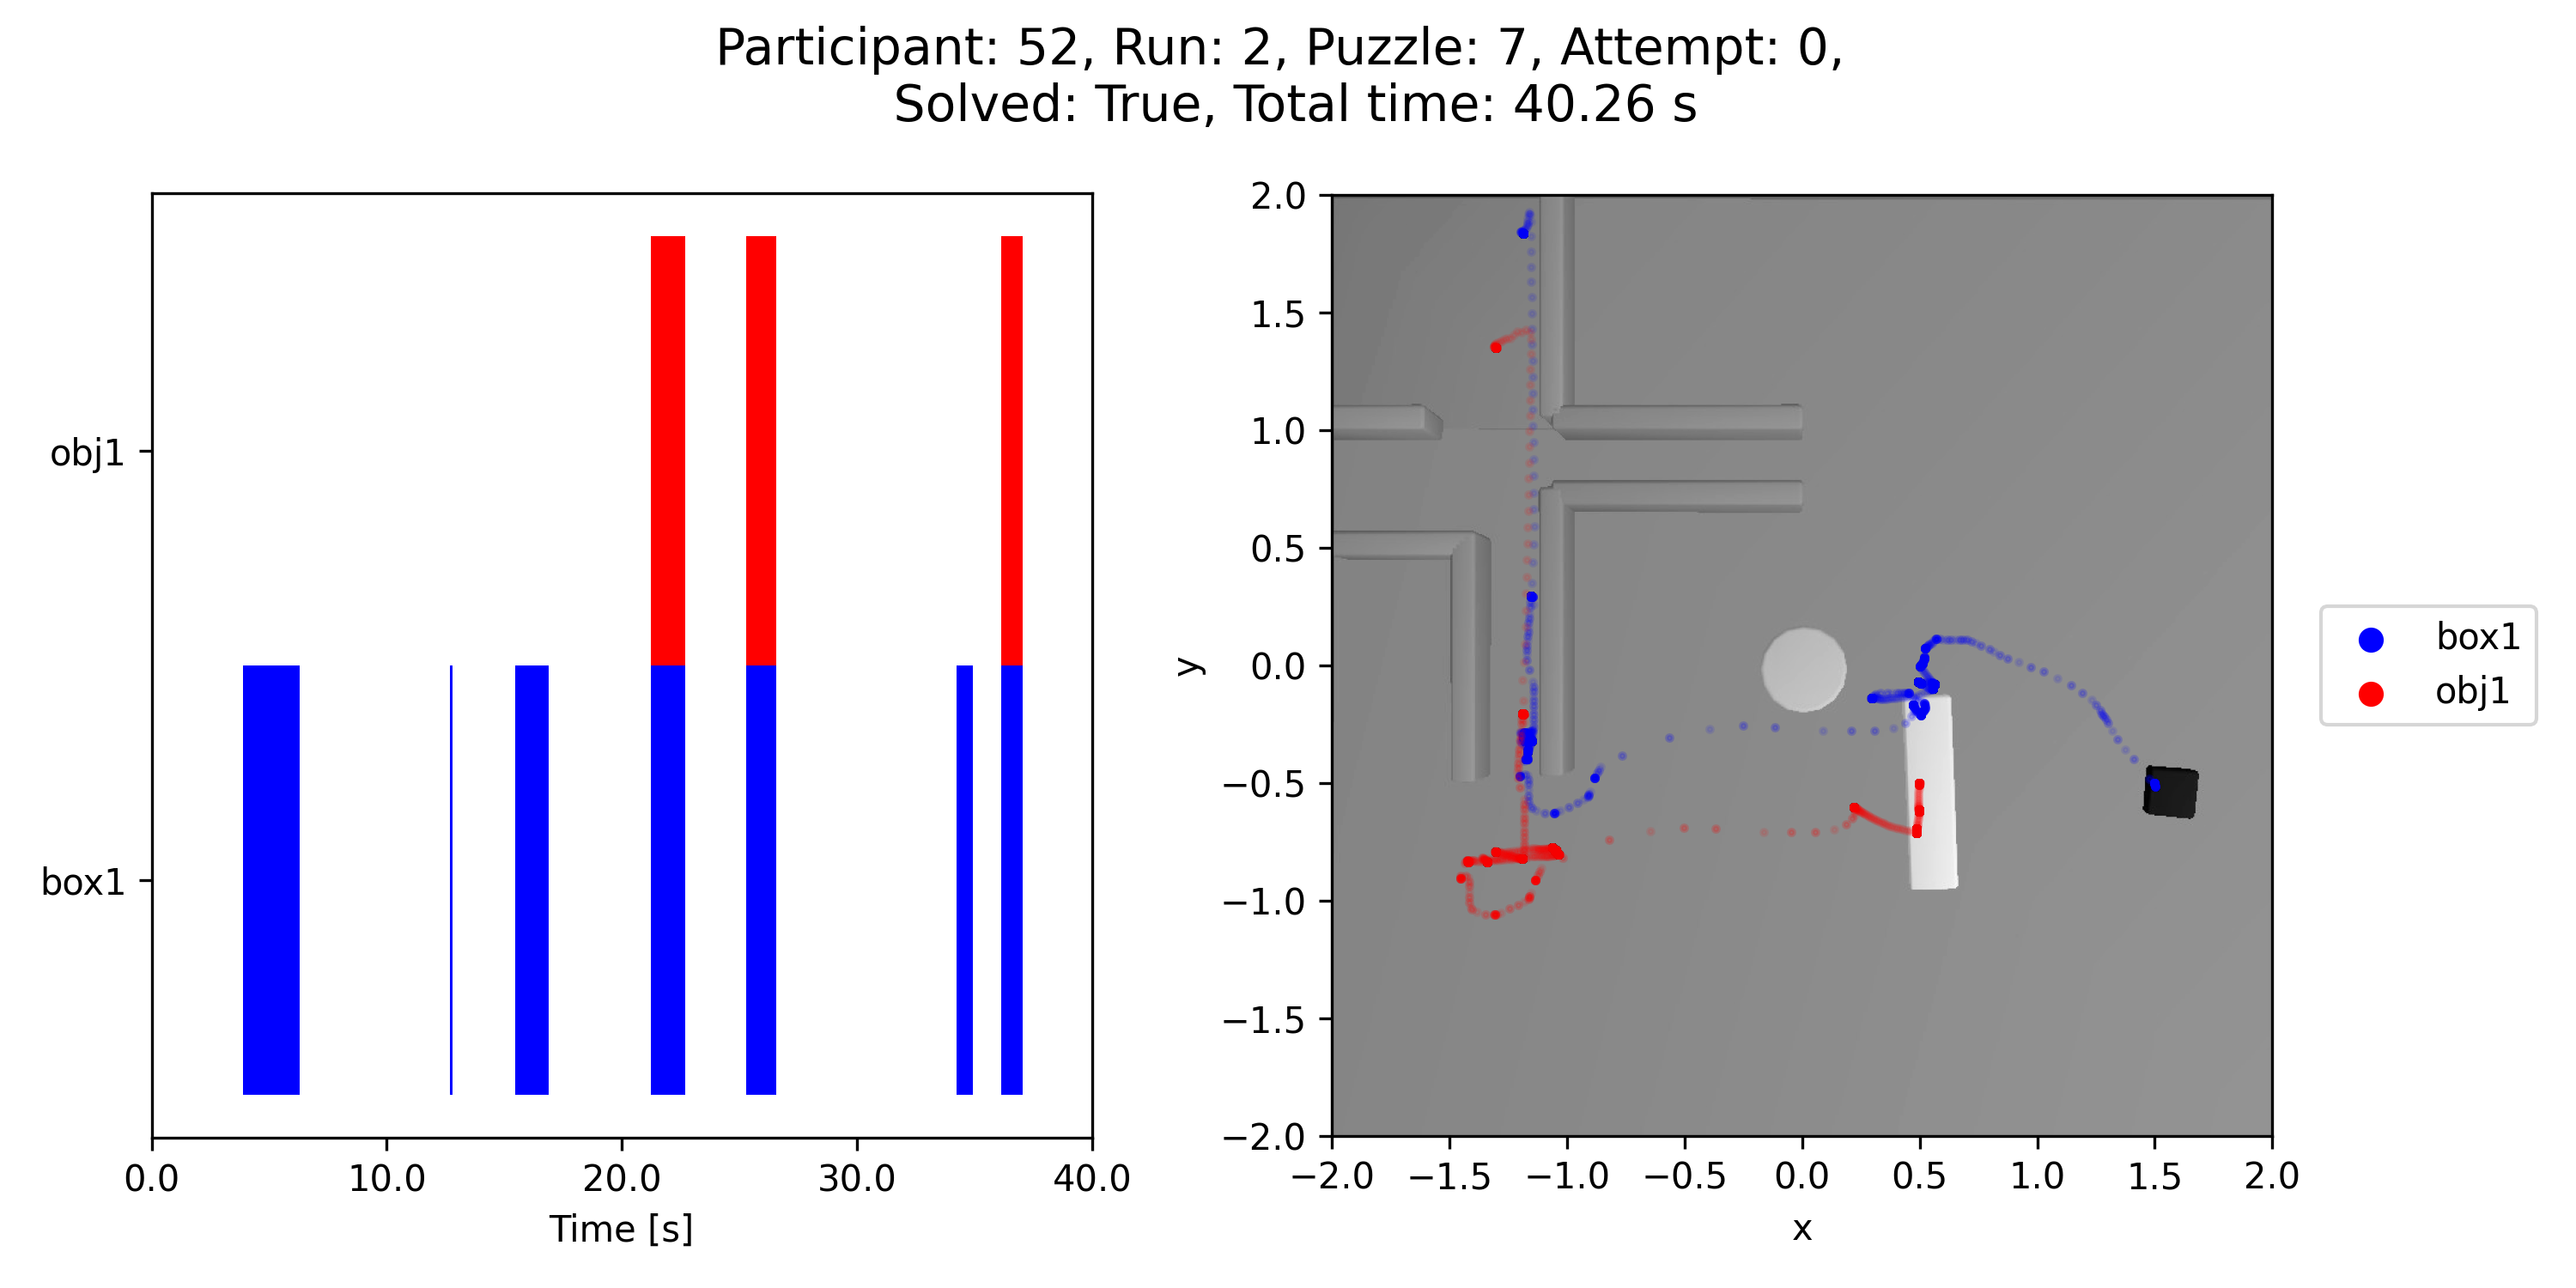 Participant: 52, Run: 2, Puzzle: 7, Attempt: 0,
Solved: True, Total time: 40.26 s
obj1
box1
0.0 10.0 20.0 30.0 40.0
Time [s]
2.0
1.5
1.0
0.5
0.0
−0.5
−1.0
−1.5
−2.0
y
−2.0 −1.5 −1.0 −0.5 0.0 0.5 1.0 1.5 2.0
x
box1
obj1